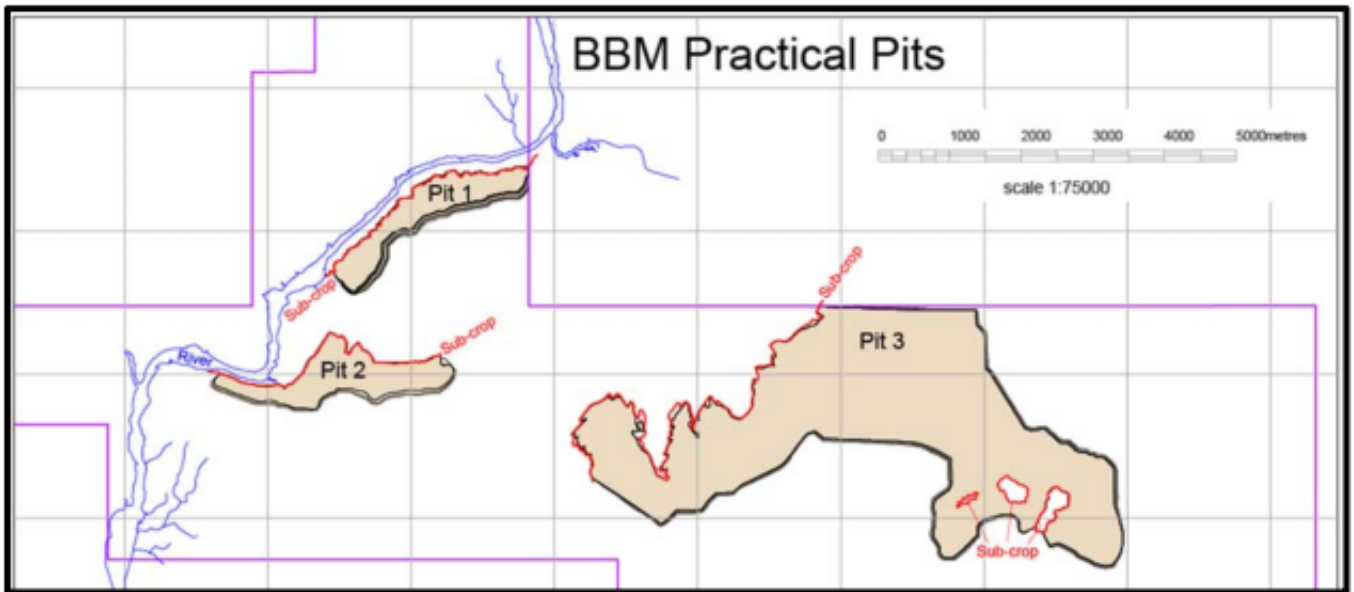 BBM Practical Pits
0 1000 2000 3000 4000 5000metres
scale 1:75000
Pit 1
Sub-crop
Sub-crop
Sub-crop
River
Pit 2
Pit 3
Sub-crop